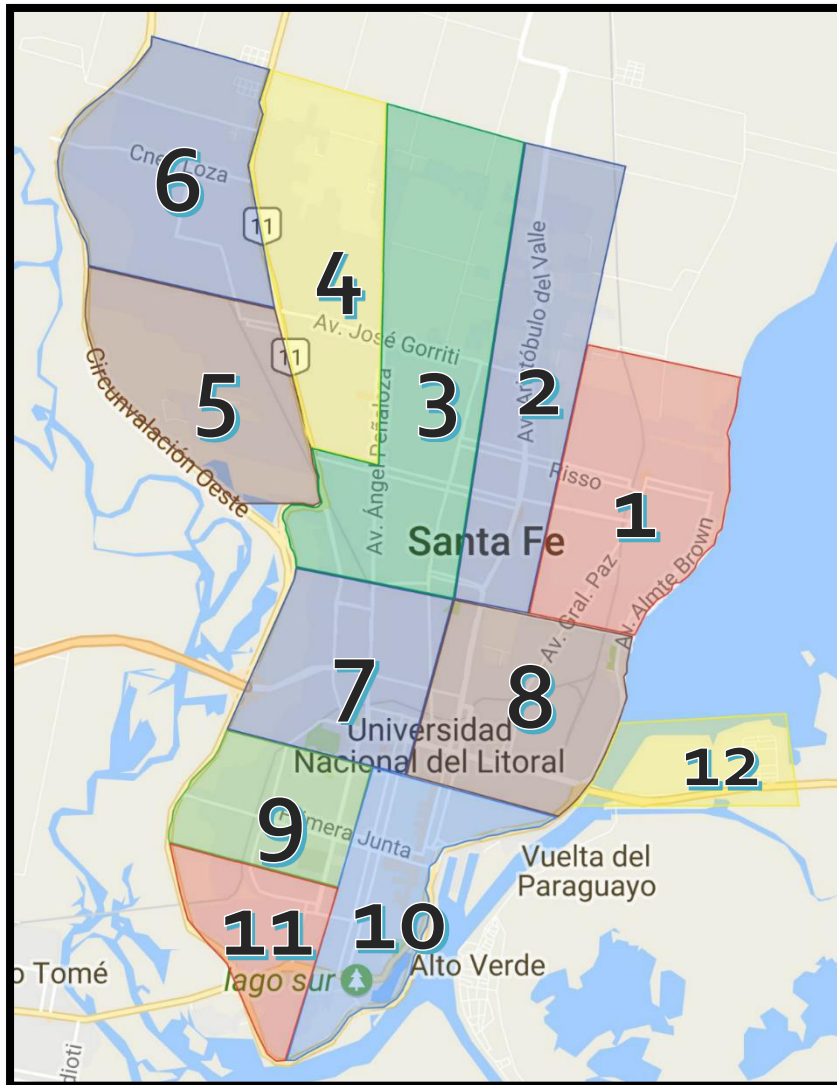 6
Cnel. Loza
11
4
Av. José Gorriti
11
5
Circunvalación Oeste
Av. Ángel Peñaloza
3
Av. Aristóbulo del Valle
2
Risso
1
Santa Fe
Av. Gral. Paz
Av. Almte Brown
7
8
Universidad
Nacional del Litoral
12
9
Primera Junta
Vuelta del
Paraguayo
11
10
o Tomé
lago sur
Alto Verde
dioti